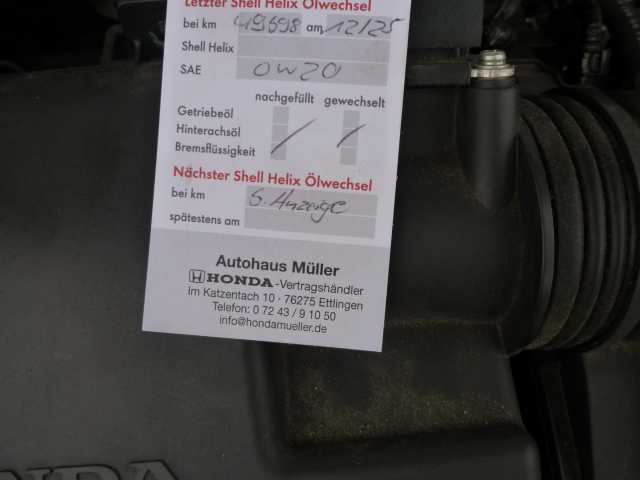 Letzter Shell Helix Ölwechsel
bei km 49698 am 12/25
Shell Helix
SAE 0W20
nachgefüllt gewechselt
Getriebeöl
Hinterachsöl / /
Bremsflüssigkeit
Nächster Shell Helix Ölwechsel
bei km S. Anzeige
spätestens am
Autohaus Müller
HONDA-Vertragshändler
Im Katzentach 10 · 76275 Ettlingen
Telefon: 0 72 43 / 9 10 50
info@hondamueller.de
HONDA